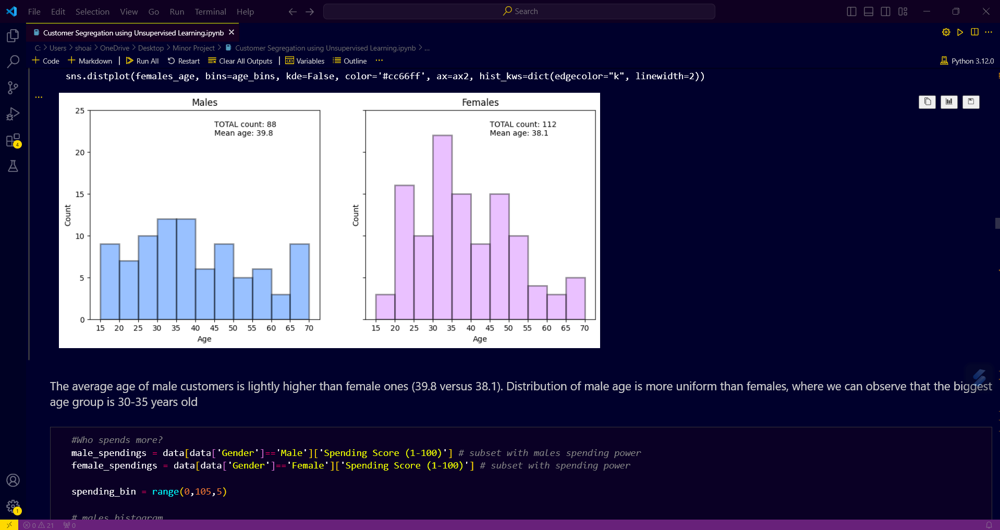 File Edit Selection View Go Run Terminal Help Search
Customer Segregation using Unsupervised Learning.ipynb
C: > Users > shoai > OneDrive > Desktop > Minor Project > Customer Segregation using Unsupervised Learning.ipynb > ...
+ Code + Markdown | Run All Restart Clear All Outputs | Variables Outline ... Python 3.12.0
sns.distplot(females_age, bins=age_bins, kde=False, color='#cc66ff', ax=ax2, hist_kws=dict(edgecolor="k", linewidth=2))
Males
TOTAL count: 88
Mean age: 39.8
25
20
15
10
5
0
Count
15 20 25 30 35 40 45 50 55 60 65 70
Age
Females
TOTAL count: 112
Mean age: 38.1
Count
15 20 25 30 35 40 45 50 55 60 65 70
Age
The average age of male customers is lightly higher than female ones (39.8 versus 38.1). Distribution of male age is more uniform than females, where we can observe that the biggest
age group is 30-35 years old
#Who spends more?
male_spendings = data[data['Gender']=='Male']['Spending Score (1-100)'] # subset with males spending power
female_spendings = data[data['Gender']=='Female']['Spending Score (1-100)'] # subset with spending power
spending_bin = range(0,105,5)
# males histogram
4
1
0 21 0